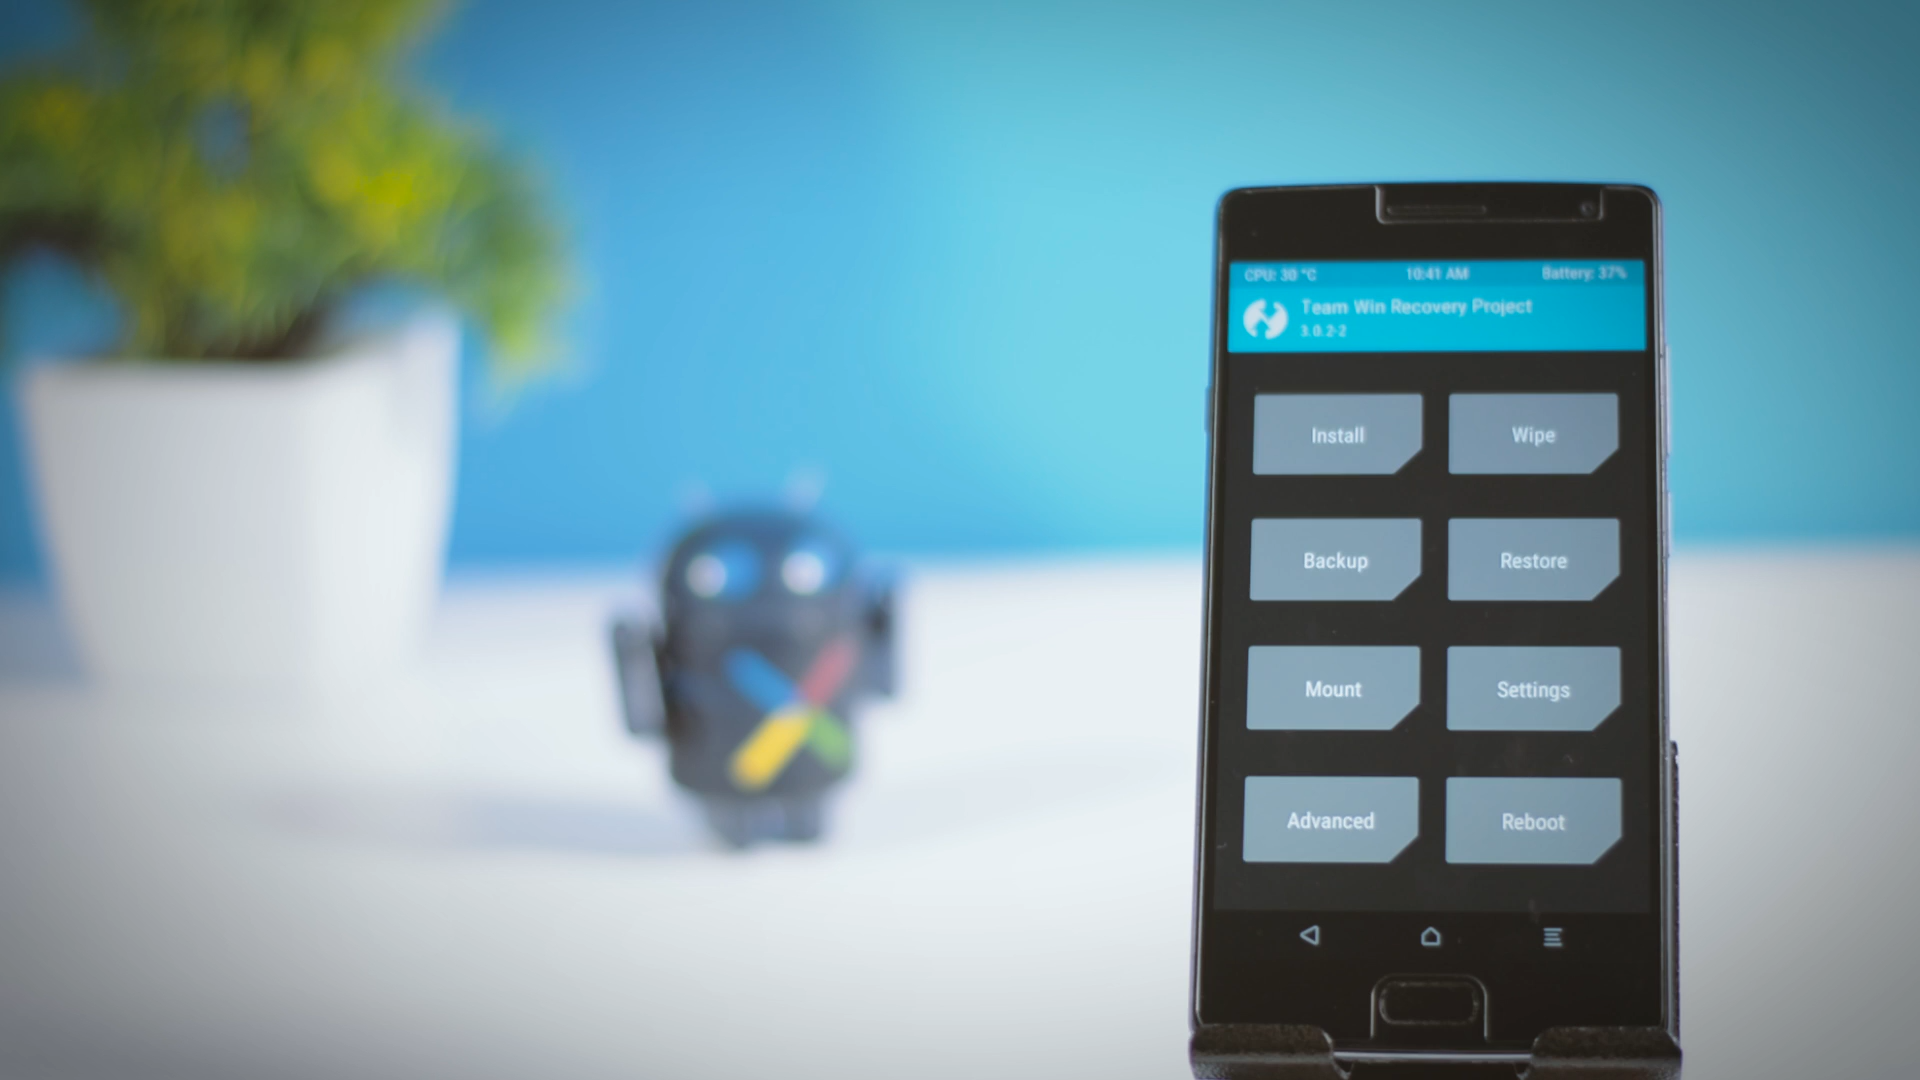 CPU: 30 °C 10:41 AM Battery: 37%
Team Win Recovery Project
3.0.2-2
Install Wipe
Backup Restore
Mount Settings
Advanced Reboot